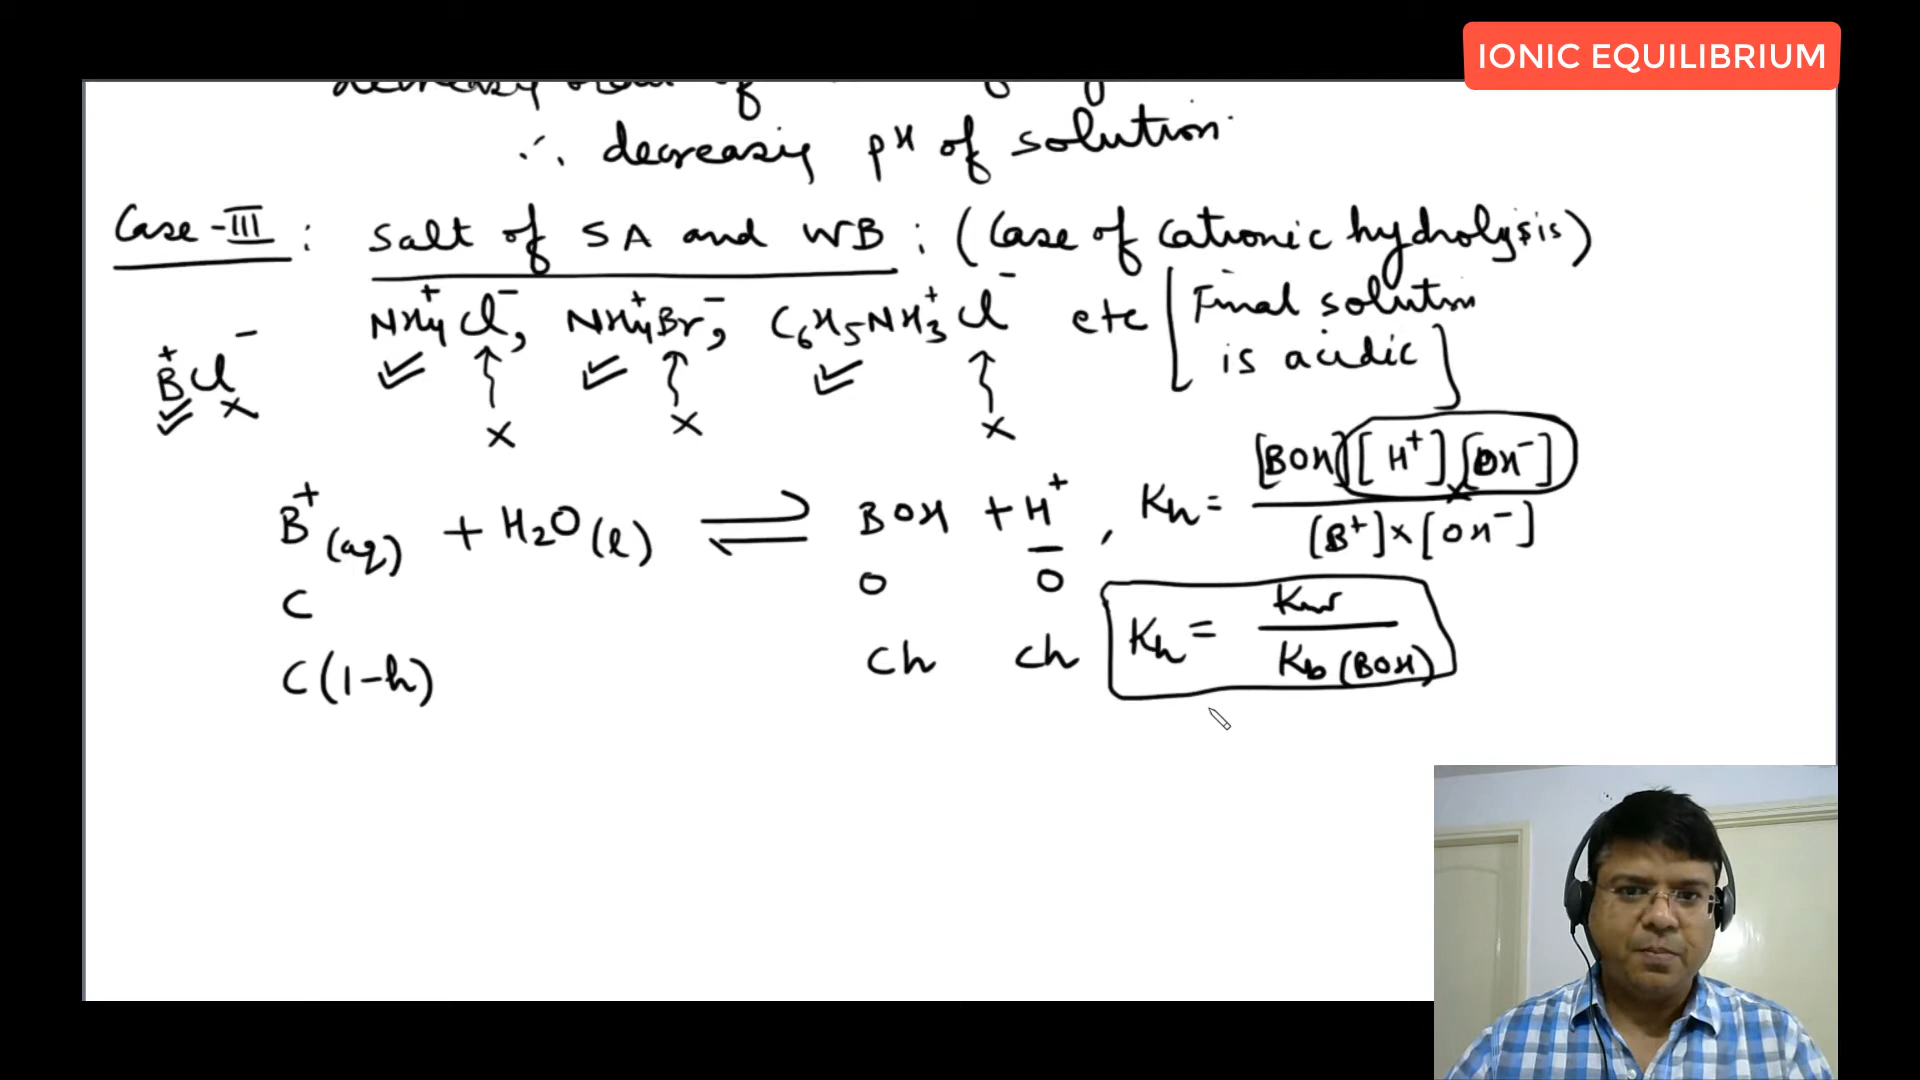 IONIC EQUILIBRIUM
∴ decreasing pH of solution
Case-III : Salt of SA and WB : (Case of cationic hydrolysis)
NH4+Cl-, NH4+Br-, C6H5NH3+Cl- etc [Final solution
is acidic]
B+Cl-
x x x x
B+(aq) + H2O(l) ⇌ BOH + H+ , Kh = [BOH][H+]x[OH-] / [B+]x[OH-]
C 0 0
C(1-h) Ch Ch
Kh = Kw / Kb(BOH)